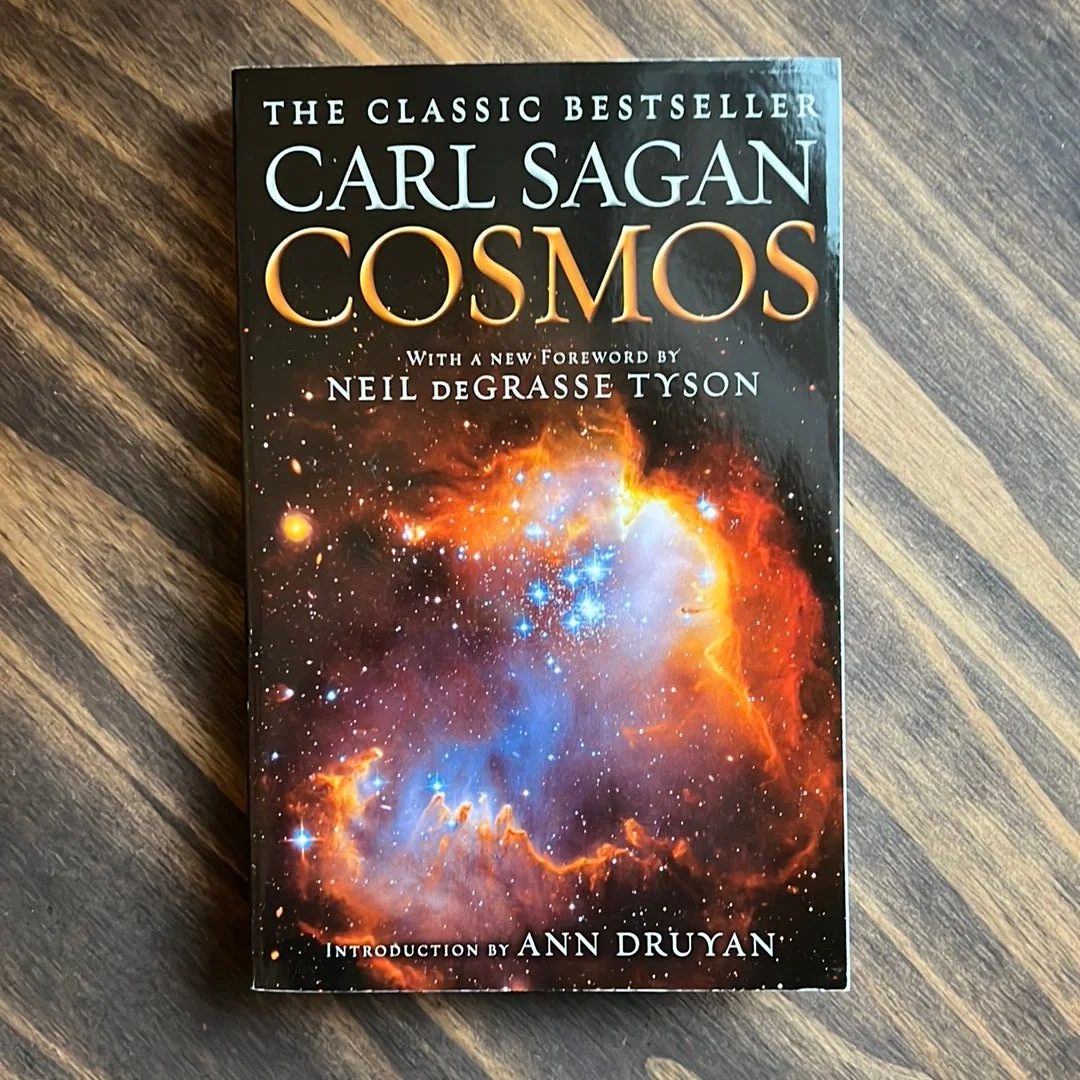 THE CLASSIC BESTSELLER
CARL SAGAN
COSMOS
WITH A NEW FOREWORD BY
NEIL DEGRASSE TYSON
INTRODUCTION BY ANN DRUYAN